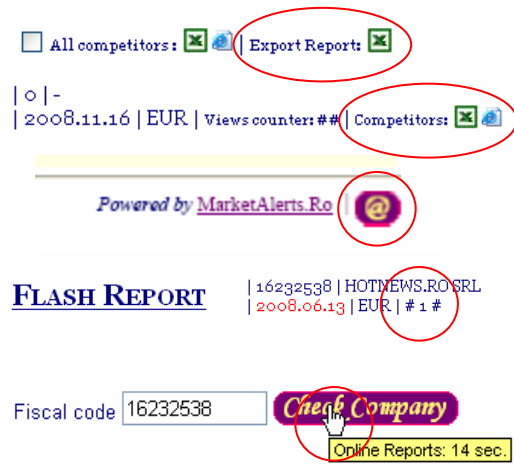 All competitors: | Export Report:
| 0 | -
| 2008.11.16 | EUR | Views counter: ## | Competitors:
Powered by MarketAlerts.Ro | @
FLASH REPORT
| 16232538 | HOTNEWS.RO SRL
| 2008.06.13 | EUR | # 1 #
Fiscal code 16232538 Check Company
Online Reports: 14 sec.